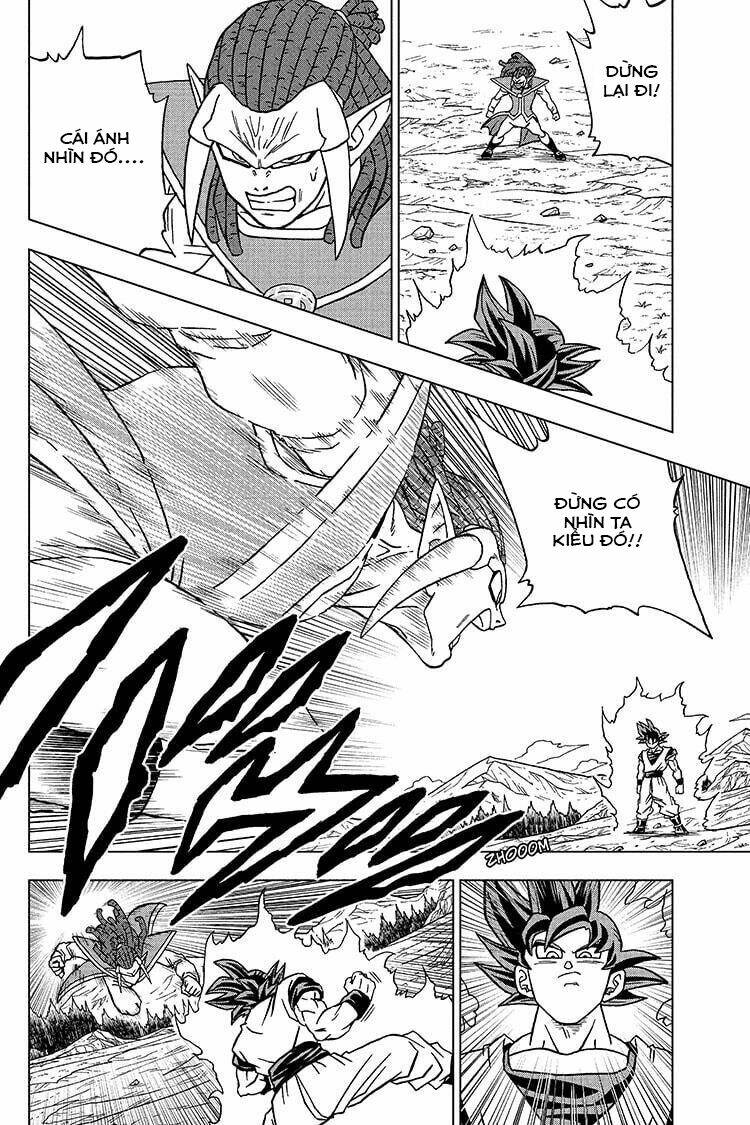 DỪNG
LẠI ĐI!
CÁI ÁNH
NHÌN ĐÓ....
ĐỪNG CÓ
NHÌN TA
KIỂU ĐÓ!!
ZHOOOM